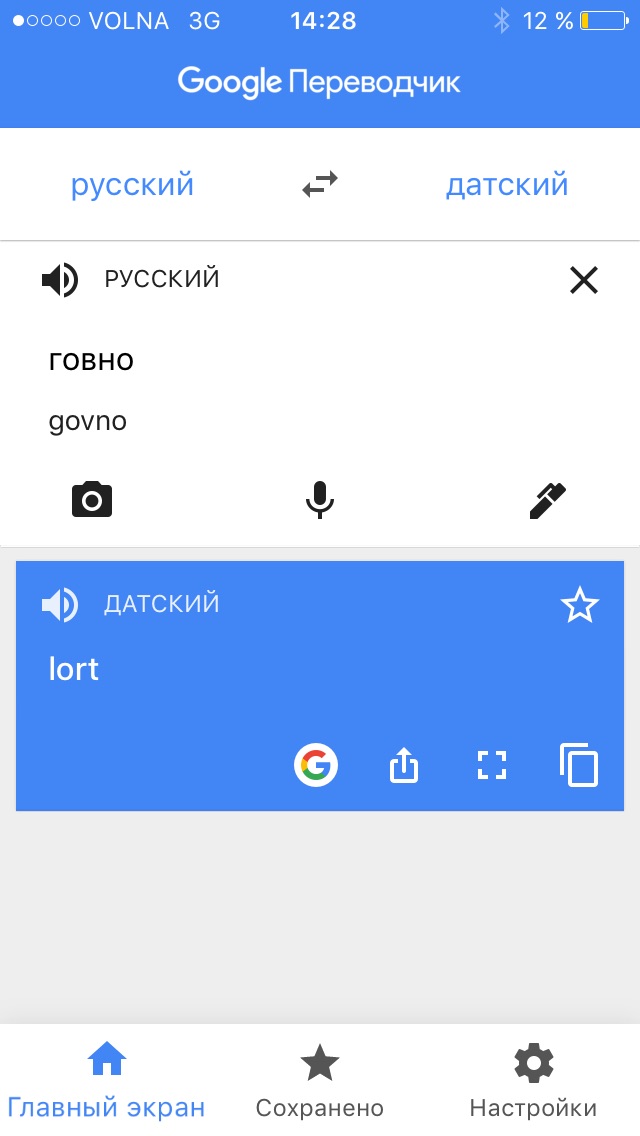 VOLNA 3G 14:28 12 %
Google Переводчик
русский датский
РУССКИЙ
говно
govno
ДАТСКИЙ
lort
G
Главный экран Сохранено Настройки